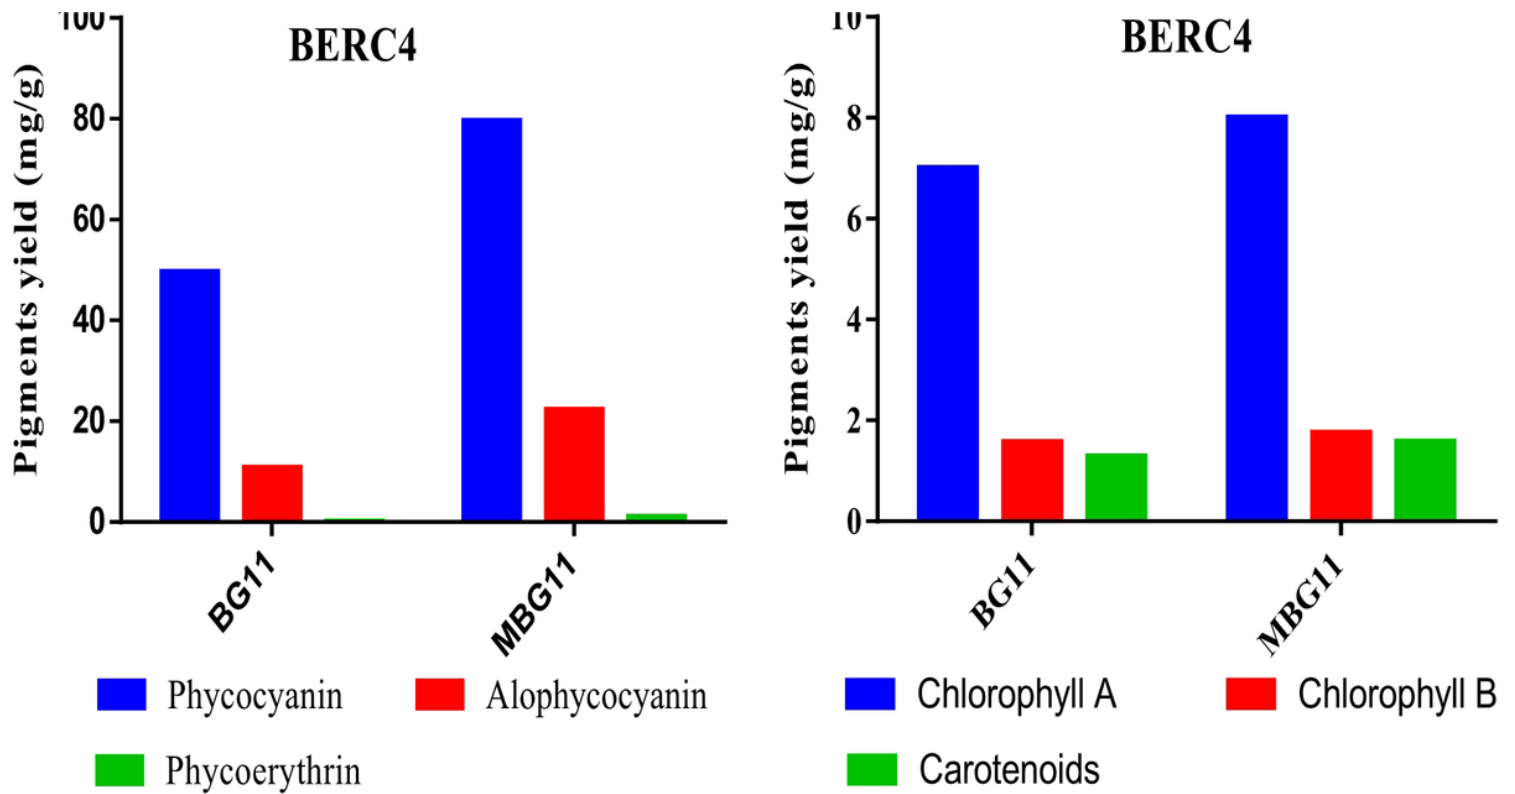 BERC4
Pigments yield (mg/g)
100
80
60
40
20
0
BG11
MBG11
Phycocyanin
Alophycocyanin
Phycoerythrin
BERC4
Pigments yield (mg/g)
10
8
6
4
2
0
BG11
MBG11
Chlorophyll A
Chlorophyll B
Carotenoids